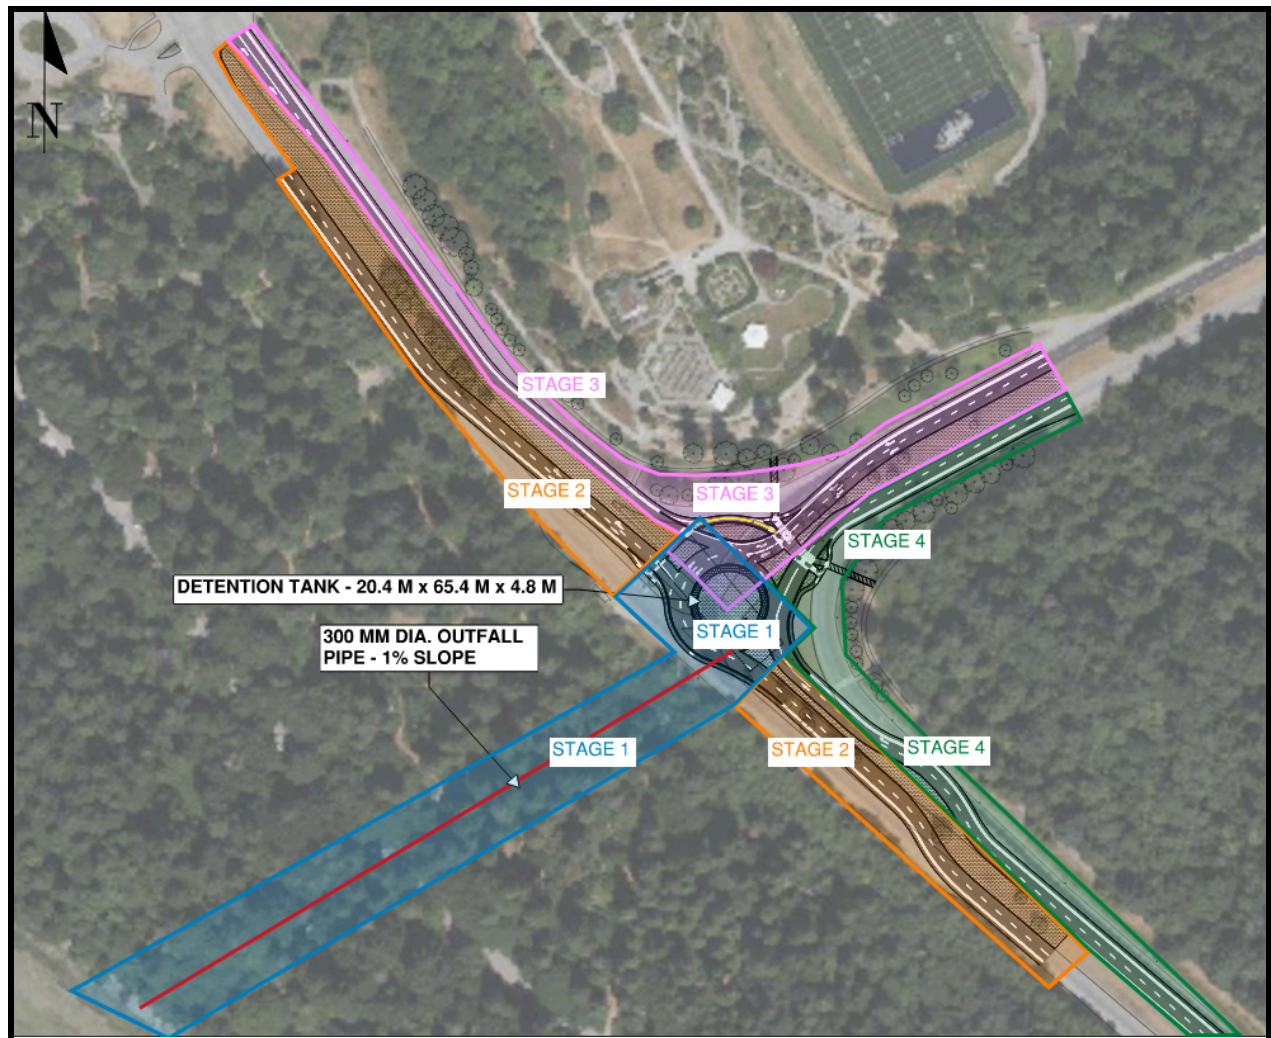 N
STAGE 3
STAGE 2
STAGE 3
STAGE 4
DETENTION TANK - 20.4 M x 65.4 M x 4.8 M
STAGE 1
300 MM DIA. OUTFALL
PIPE - 1% SLOPE
STAGE 1
STAGE 2
STAGE 4